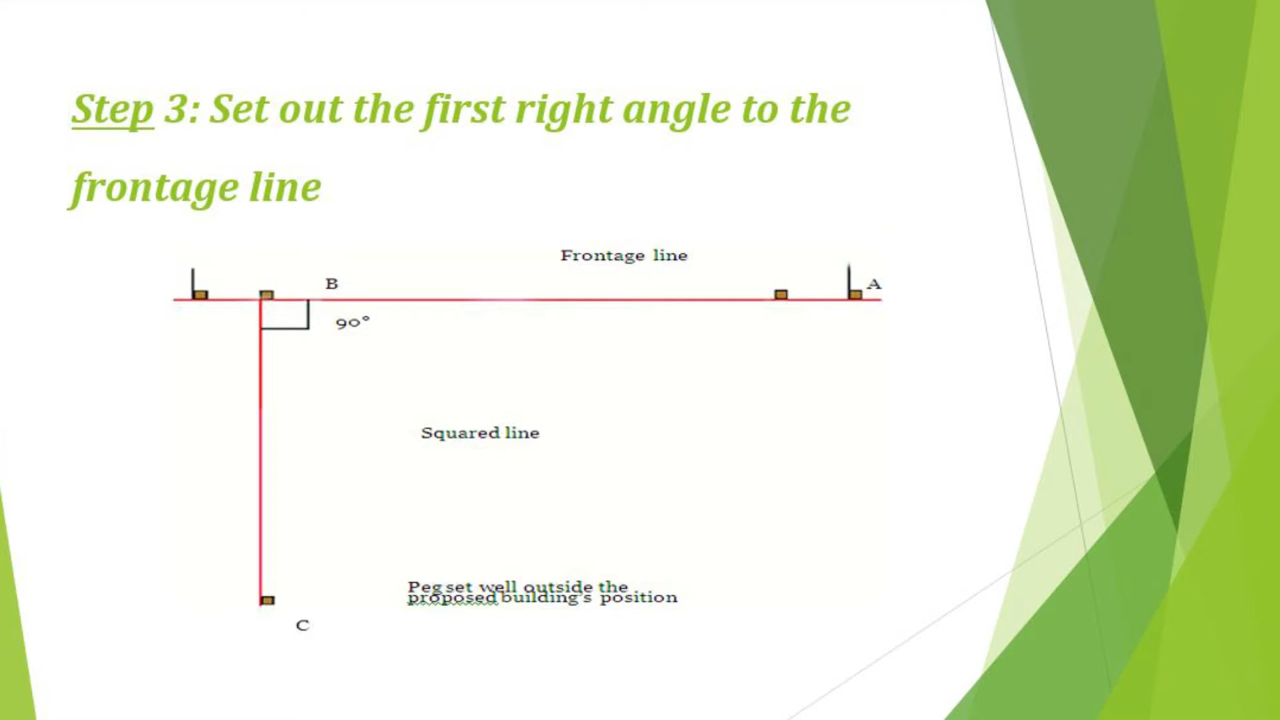 Step 3: Set out the first right angle to the
frontage line
Frontage line
B
A
90°
Squared line
Peg set well outside the
proposed building's position
C